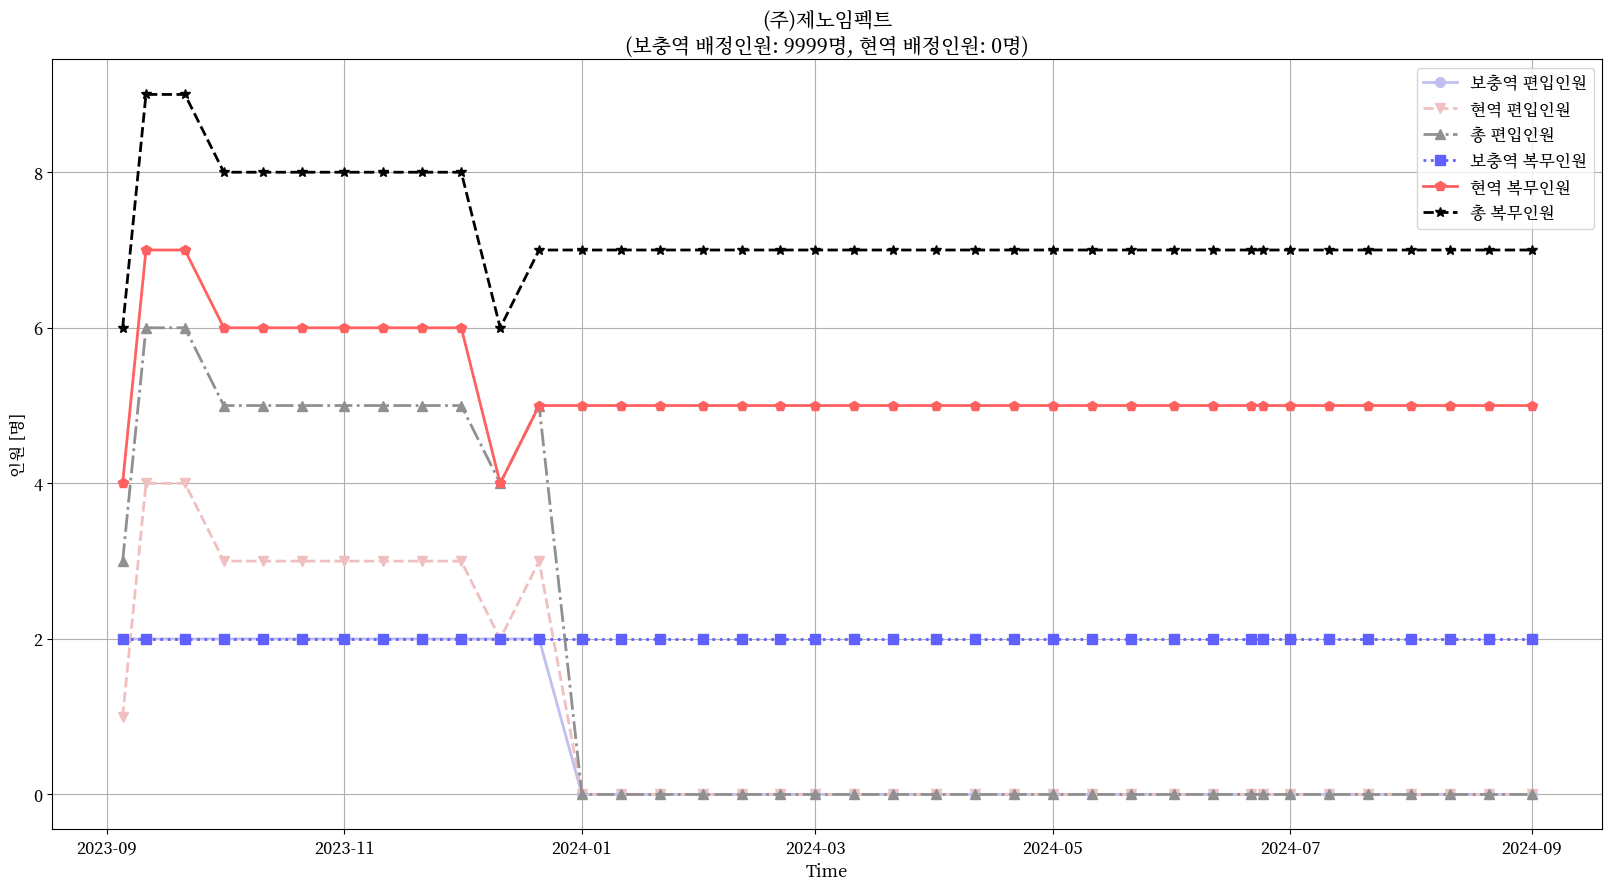 (주)제노임펙트
(보충역 배정인원: 9999명, 현역 배정인원: 0명)
보충역 편입인원
현역 편입인원
총 편입인원
보충역 복무인원
현역 복무인원
총 복무인원
인원 [명]
8
6
4
2
0
2023-09
2023-11
2024-01
2024-03
2024-05
2024-07
2024-09
Time